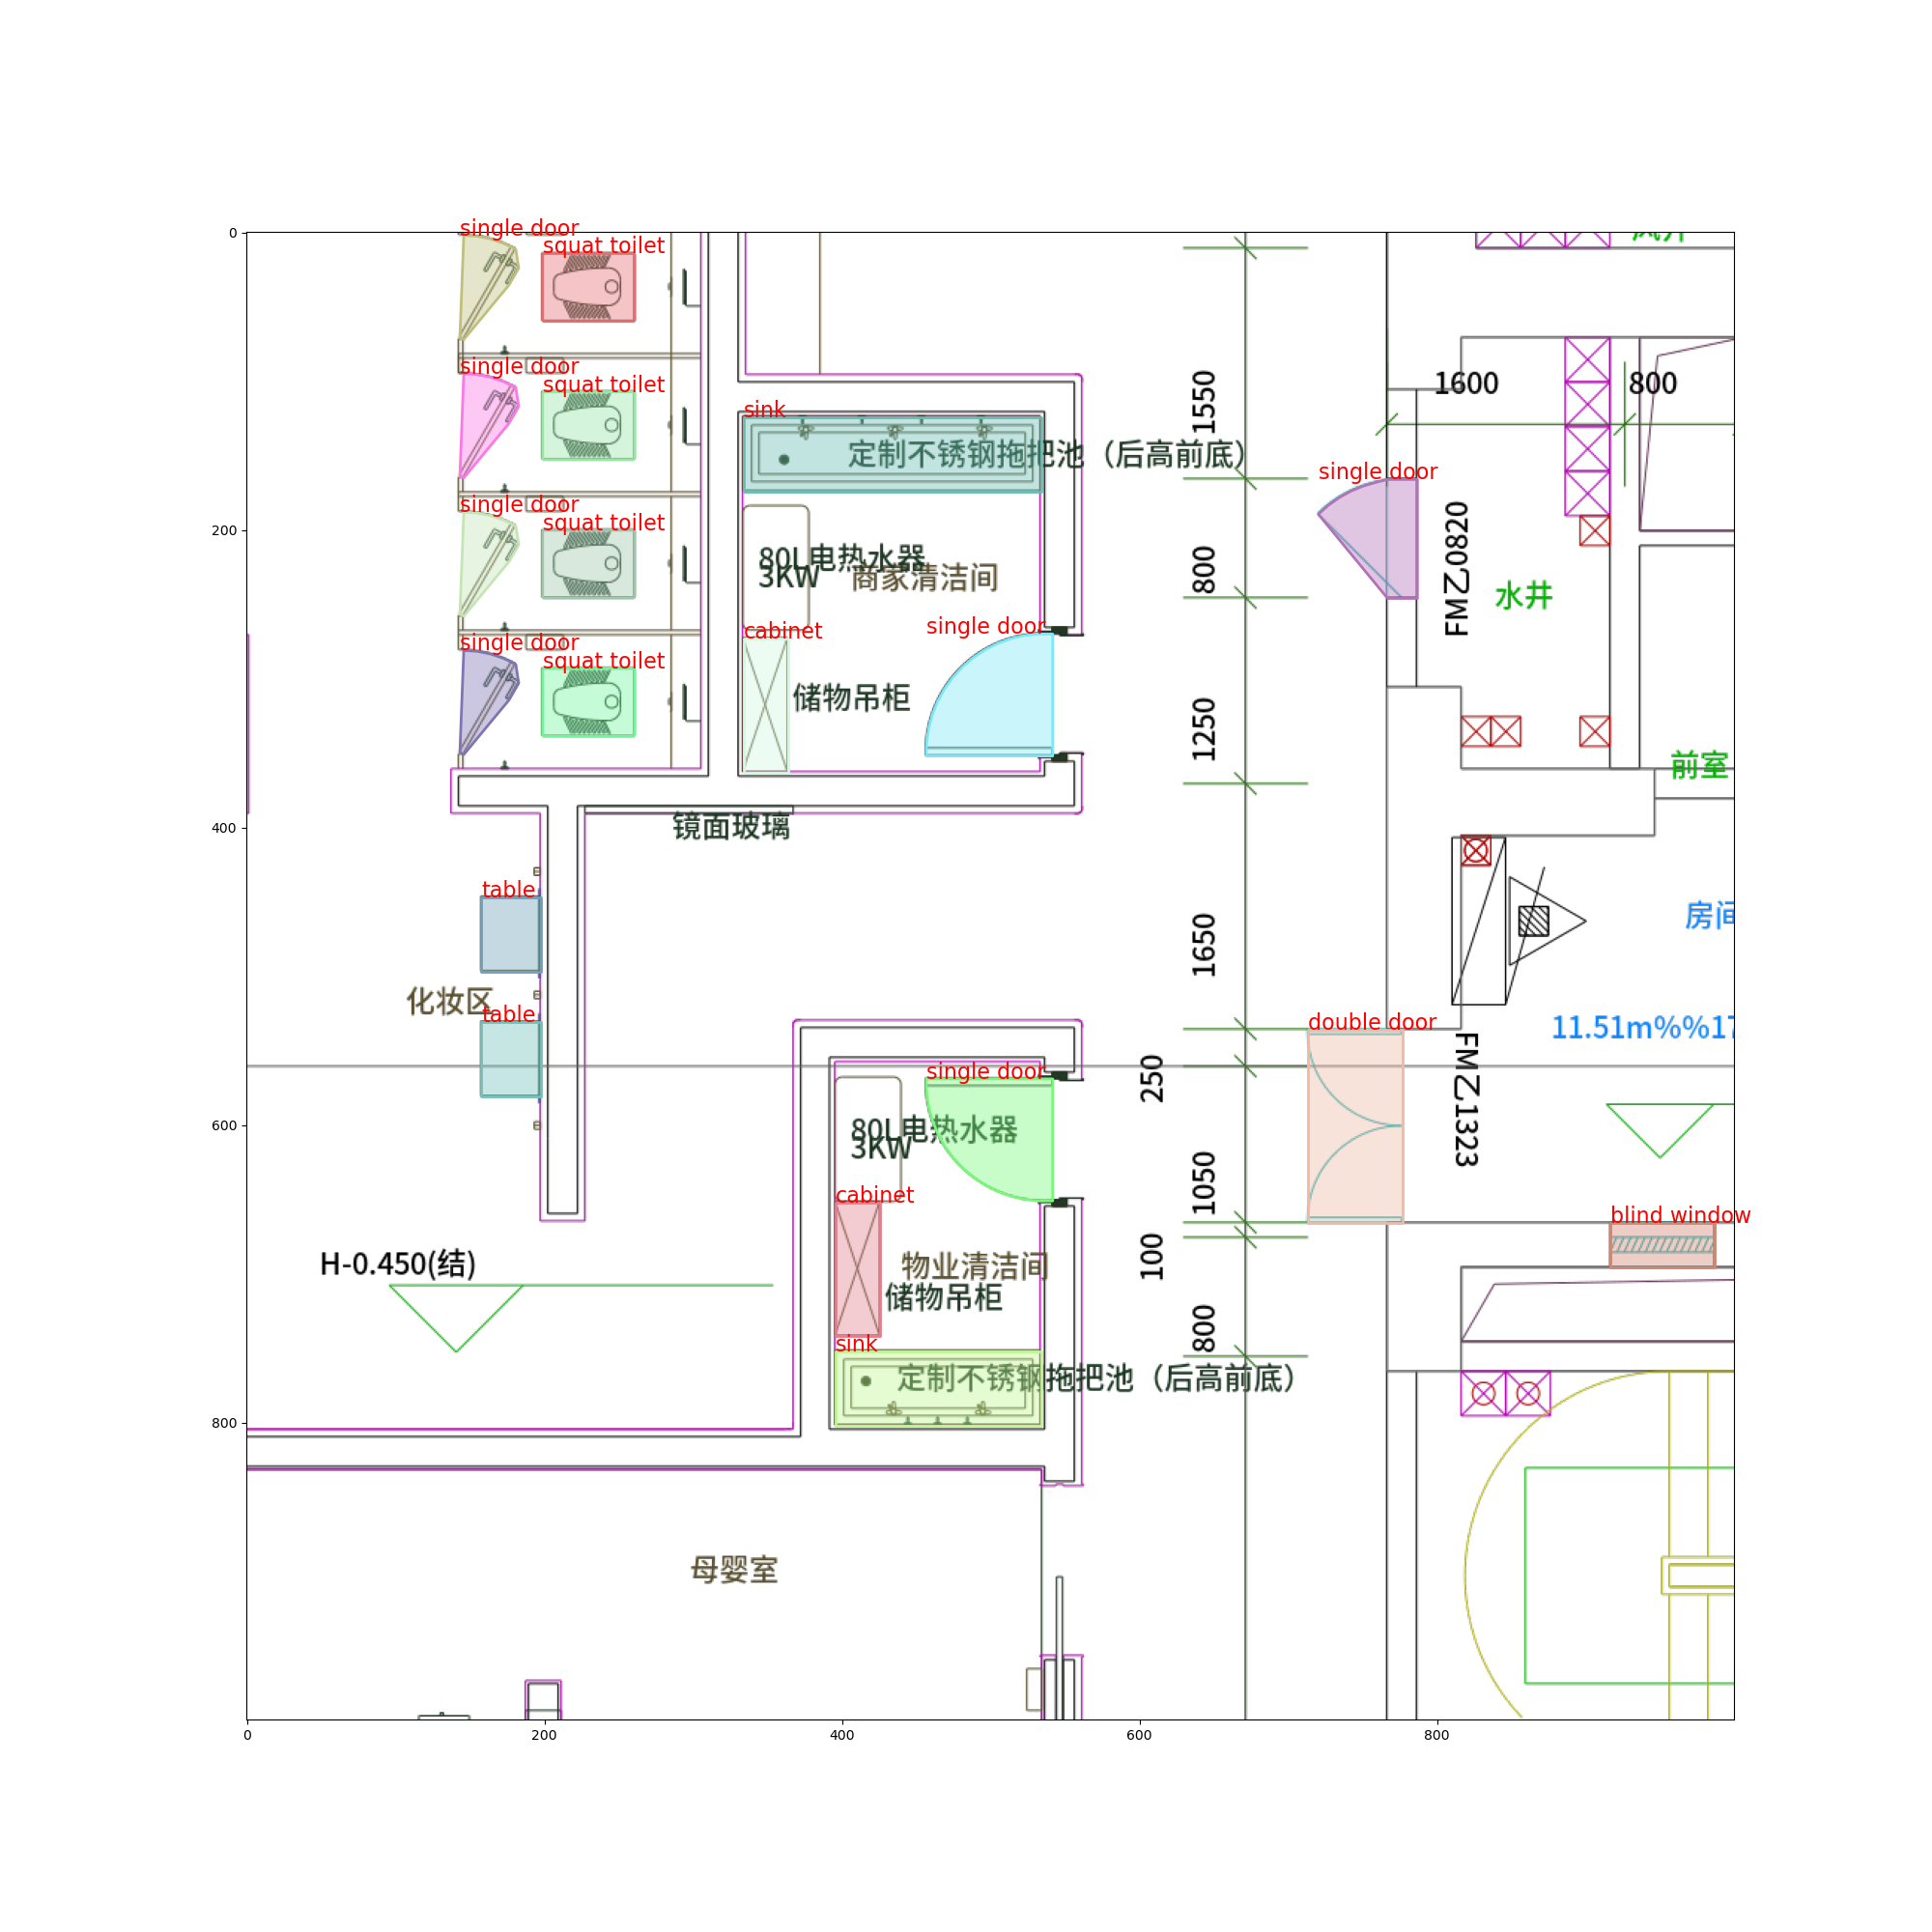 0
single door
squat toilet
风井
single door
squat toilet
1550
1600
800
sink
定制不锈钢拖把池（后高前底）
single door
single door
squat toilet
200
80L电热水器
3KW
商家清洁间
800
FM乙0820
水井
single door
squat toilet
cabinet
single door
储物吊柜
1250
前室
400
镜面玻璃
table
1650
房间
化妆区
table
double door
11.51m%%17
single door
250
FM乙1323
600
80L电热水器
3KW
cabinet
1050
blind window
H-0.450(结)
物业清洁间
100
储物吊柜
800
sink
定制不锈钢拖把池（后高前底）
800
母婴室
0
200
400
600
800